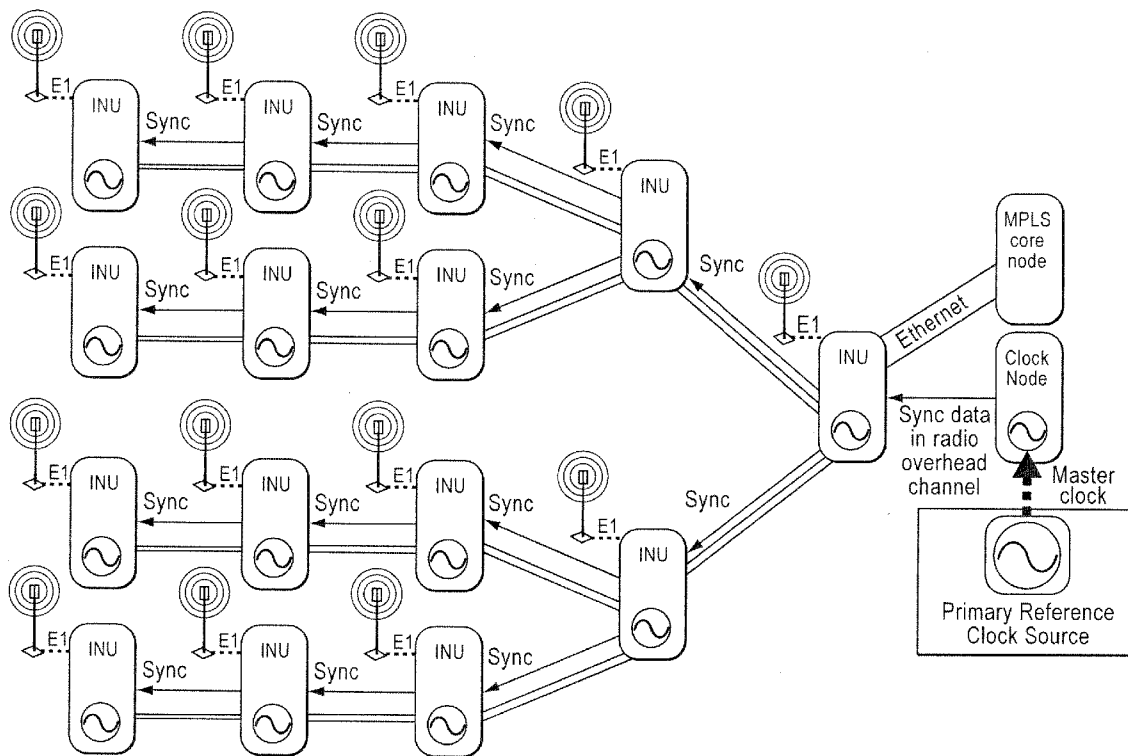 E1
INU
Sync
E1
INU
Sync
E1
INU
Sync
E1
INU
E1
INU
Sync
E1
INU
Sync
E1
INU
Sync
Sync
E1
INU
MPLS
core
node
Ethernet
Clock
Node
Sync data
in radio
overhead
channel
Master
clock
Primary Reference
Clock Source
E1
INU
Sync
E1
INU
Sync
E1
INU
Sync
E1
INU
Sync
E1
INU
Sync
E1
INU
Sync
E1
INU
Sync